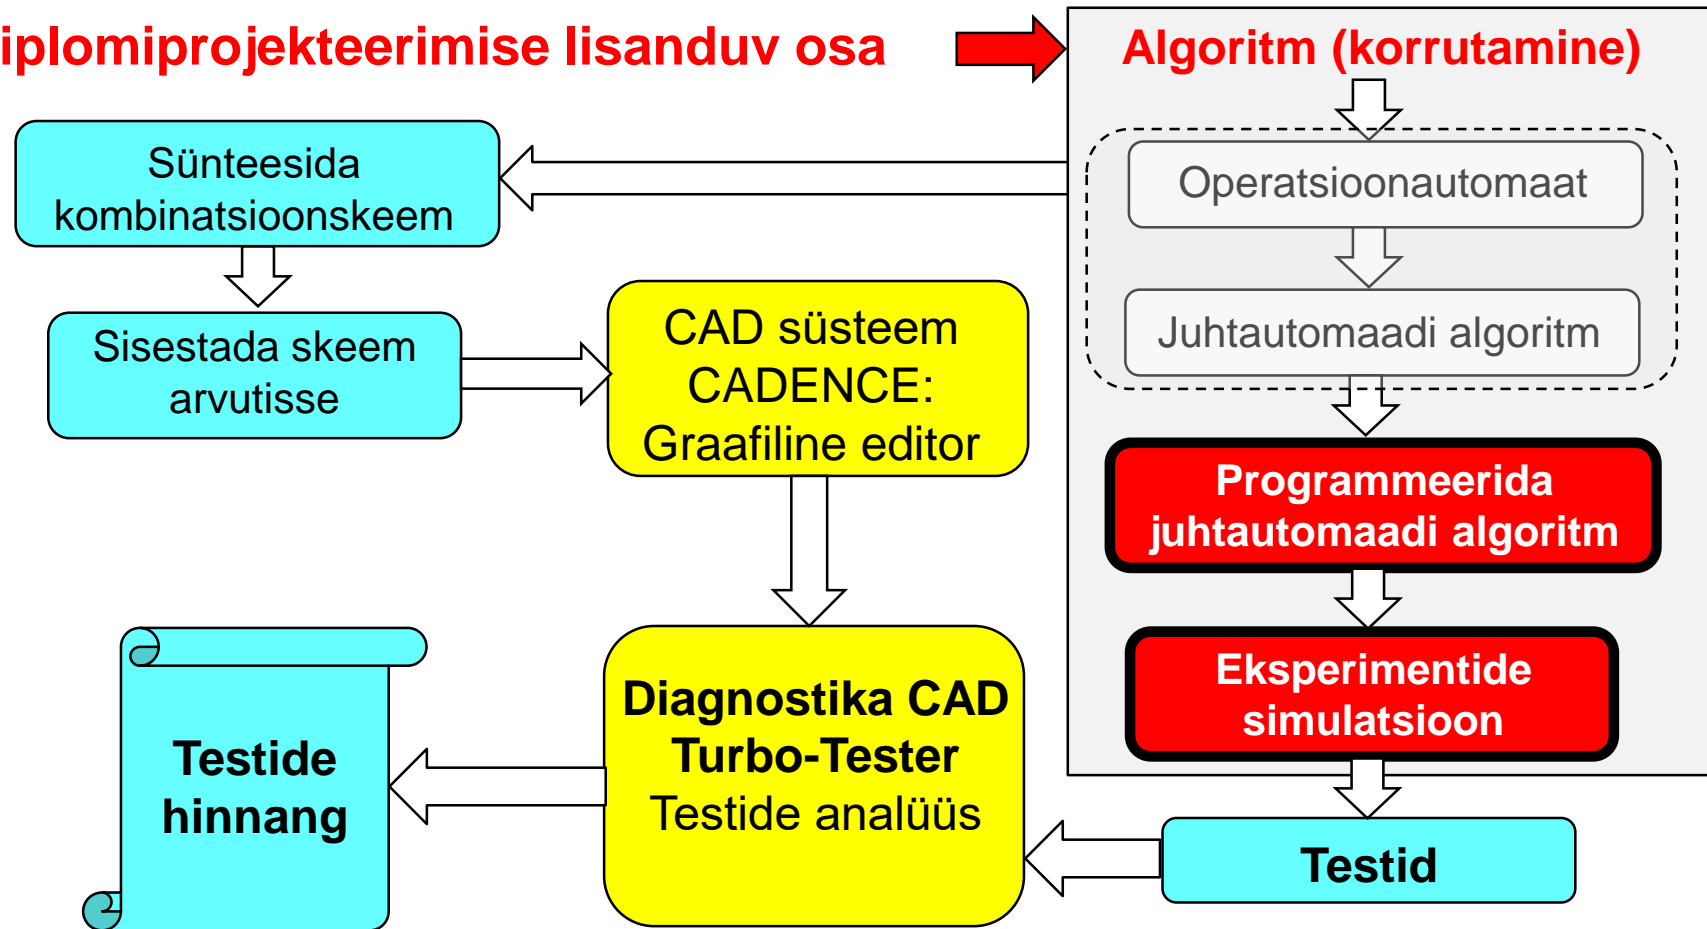 iplomiprojekteerimise lisanduv osa
Algoritm (korrutamine)
Sünteesida
kombinatsioonskeem
Operatsioonautomaat
Sisestada skeem
arvutisse
CAD süsteem
CADENCE:
Graafiline editor
Juhtautomaadi algoritm
Programmeerida
juhtautomaadi algoritm
Eksperimentide
simulatsioon
Testide
hinnang
Diagnostika CAD
Turbo-Tester
Testide analüüs
Testid